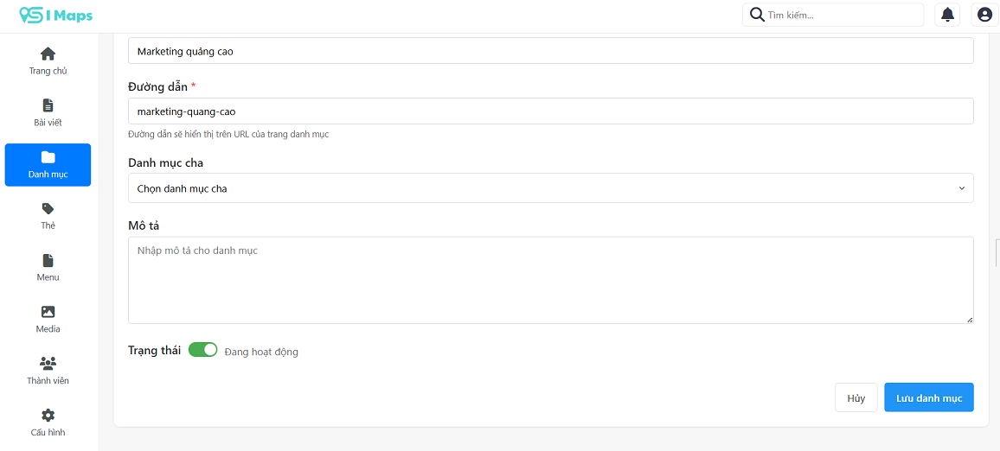 SI Maps
Tìm kiếm...
Trang chủ
Bài viết
Danh mục
Thẻ
Menu
Media
Thành viên
Cấu hình
Marketing quảng cao
Đường dẫn *
marketing-quang-cao
Đường dẫn sẽ hiển thị trên URL của trang danh mục
Danh mục cha
Chọn danh mục cha
Mô tả
Nhập mô tả cho danh mục
Trạng thái Đang hoạt động
Hủy Lưu danh mục